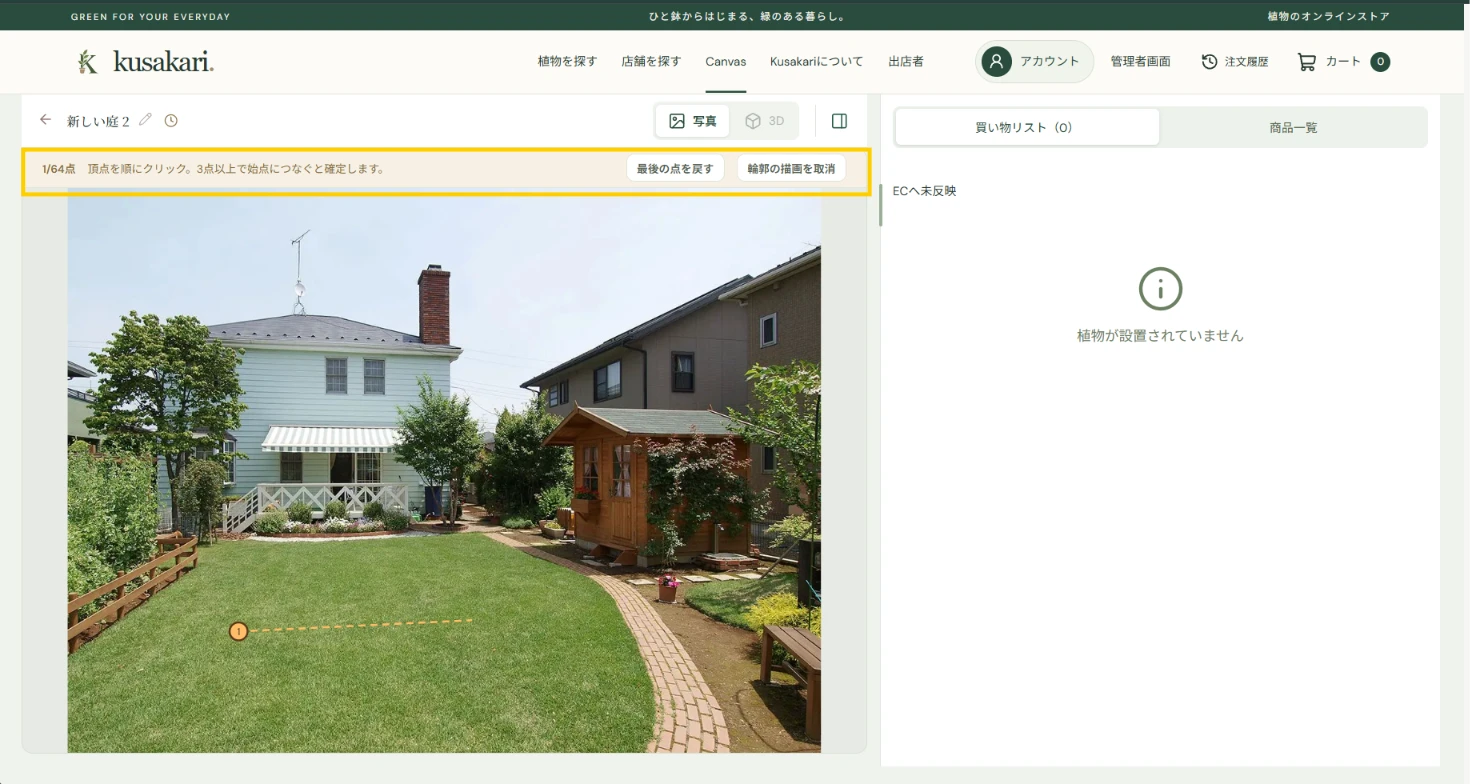 GREEN FOR YOUR EVERYDAY
ひと鉢からはじまる、緑のある暮らし。
植物のオンラインストア
kusakari.
植物を探す
店舗を探す
Canvas
Kusakariについて
出店者
アカウント
管理者画面
注文履歴
カート
0
新しい庭 2
写真
3D
1/64点 頂点を順にクリック。3点以上で始点につなぐと確定します。
最後の点を戻す
輪郭の描画を取消
1
買い物リスト（0）
商品一覧
ECへ未反映
植物が設置されていません